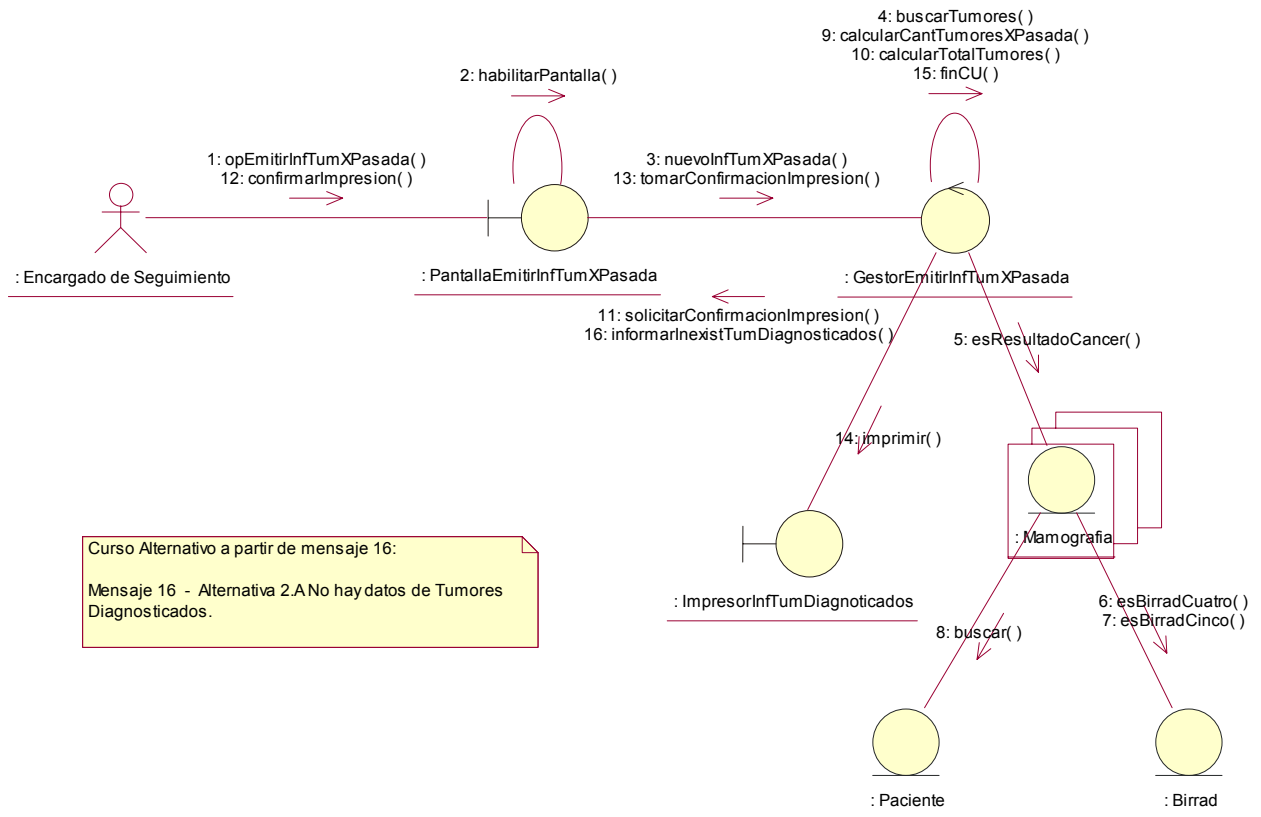 4: buscarTumores( )
9: calcularCantTumoresXPasada( )
10: calcularTotalTumores( )
15: finCU( )
2: habilitarPantalla( )
1: opEmitirInfTumXPasada( )
12: confirmarImpresion( )
3: nuevoInfTumXPasada( )
13: tomarConfirmacionImpresion( )
: Encargado de Seguimiento
: PantallaEmitirInfTumXPasada
: GestorEmitirInfTumXPasada
11: solicitarConfirmacionImpresion( )
16: informarInexistTumDiagnosticados( )
5: esResultadoCancer( )
14: imprimir( )
: Mamografia
Curso Alternativo a partir de mensaje 16:
Mensaje 16 - Alternativa 2.A No hay datos de Tumores
Diagnosticados.
: ImpresorInfTumDiagnoticados
6: esBirradCuatro( )
7: esBirradCinco( )
8: buscar( )
: Paciente
: Birrad